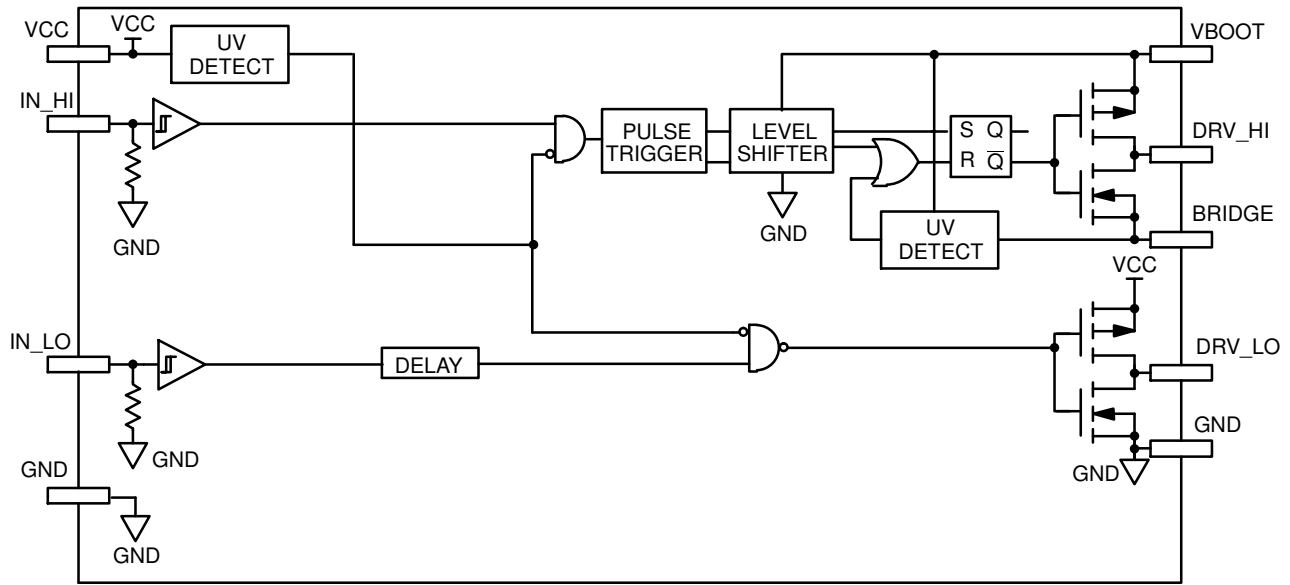 VCC
VCC
UV
DETECT
VBOOT
IN_HI
PULSE
TRIGGER
LEVEL
SHIFTER
S Q
R Q̅
DRV_HI
GND
GND
UV
DETECT
BRIDGE
VCC
IN_LO
DELAY
DRV_LO
GND
GND
GND
GND
GND